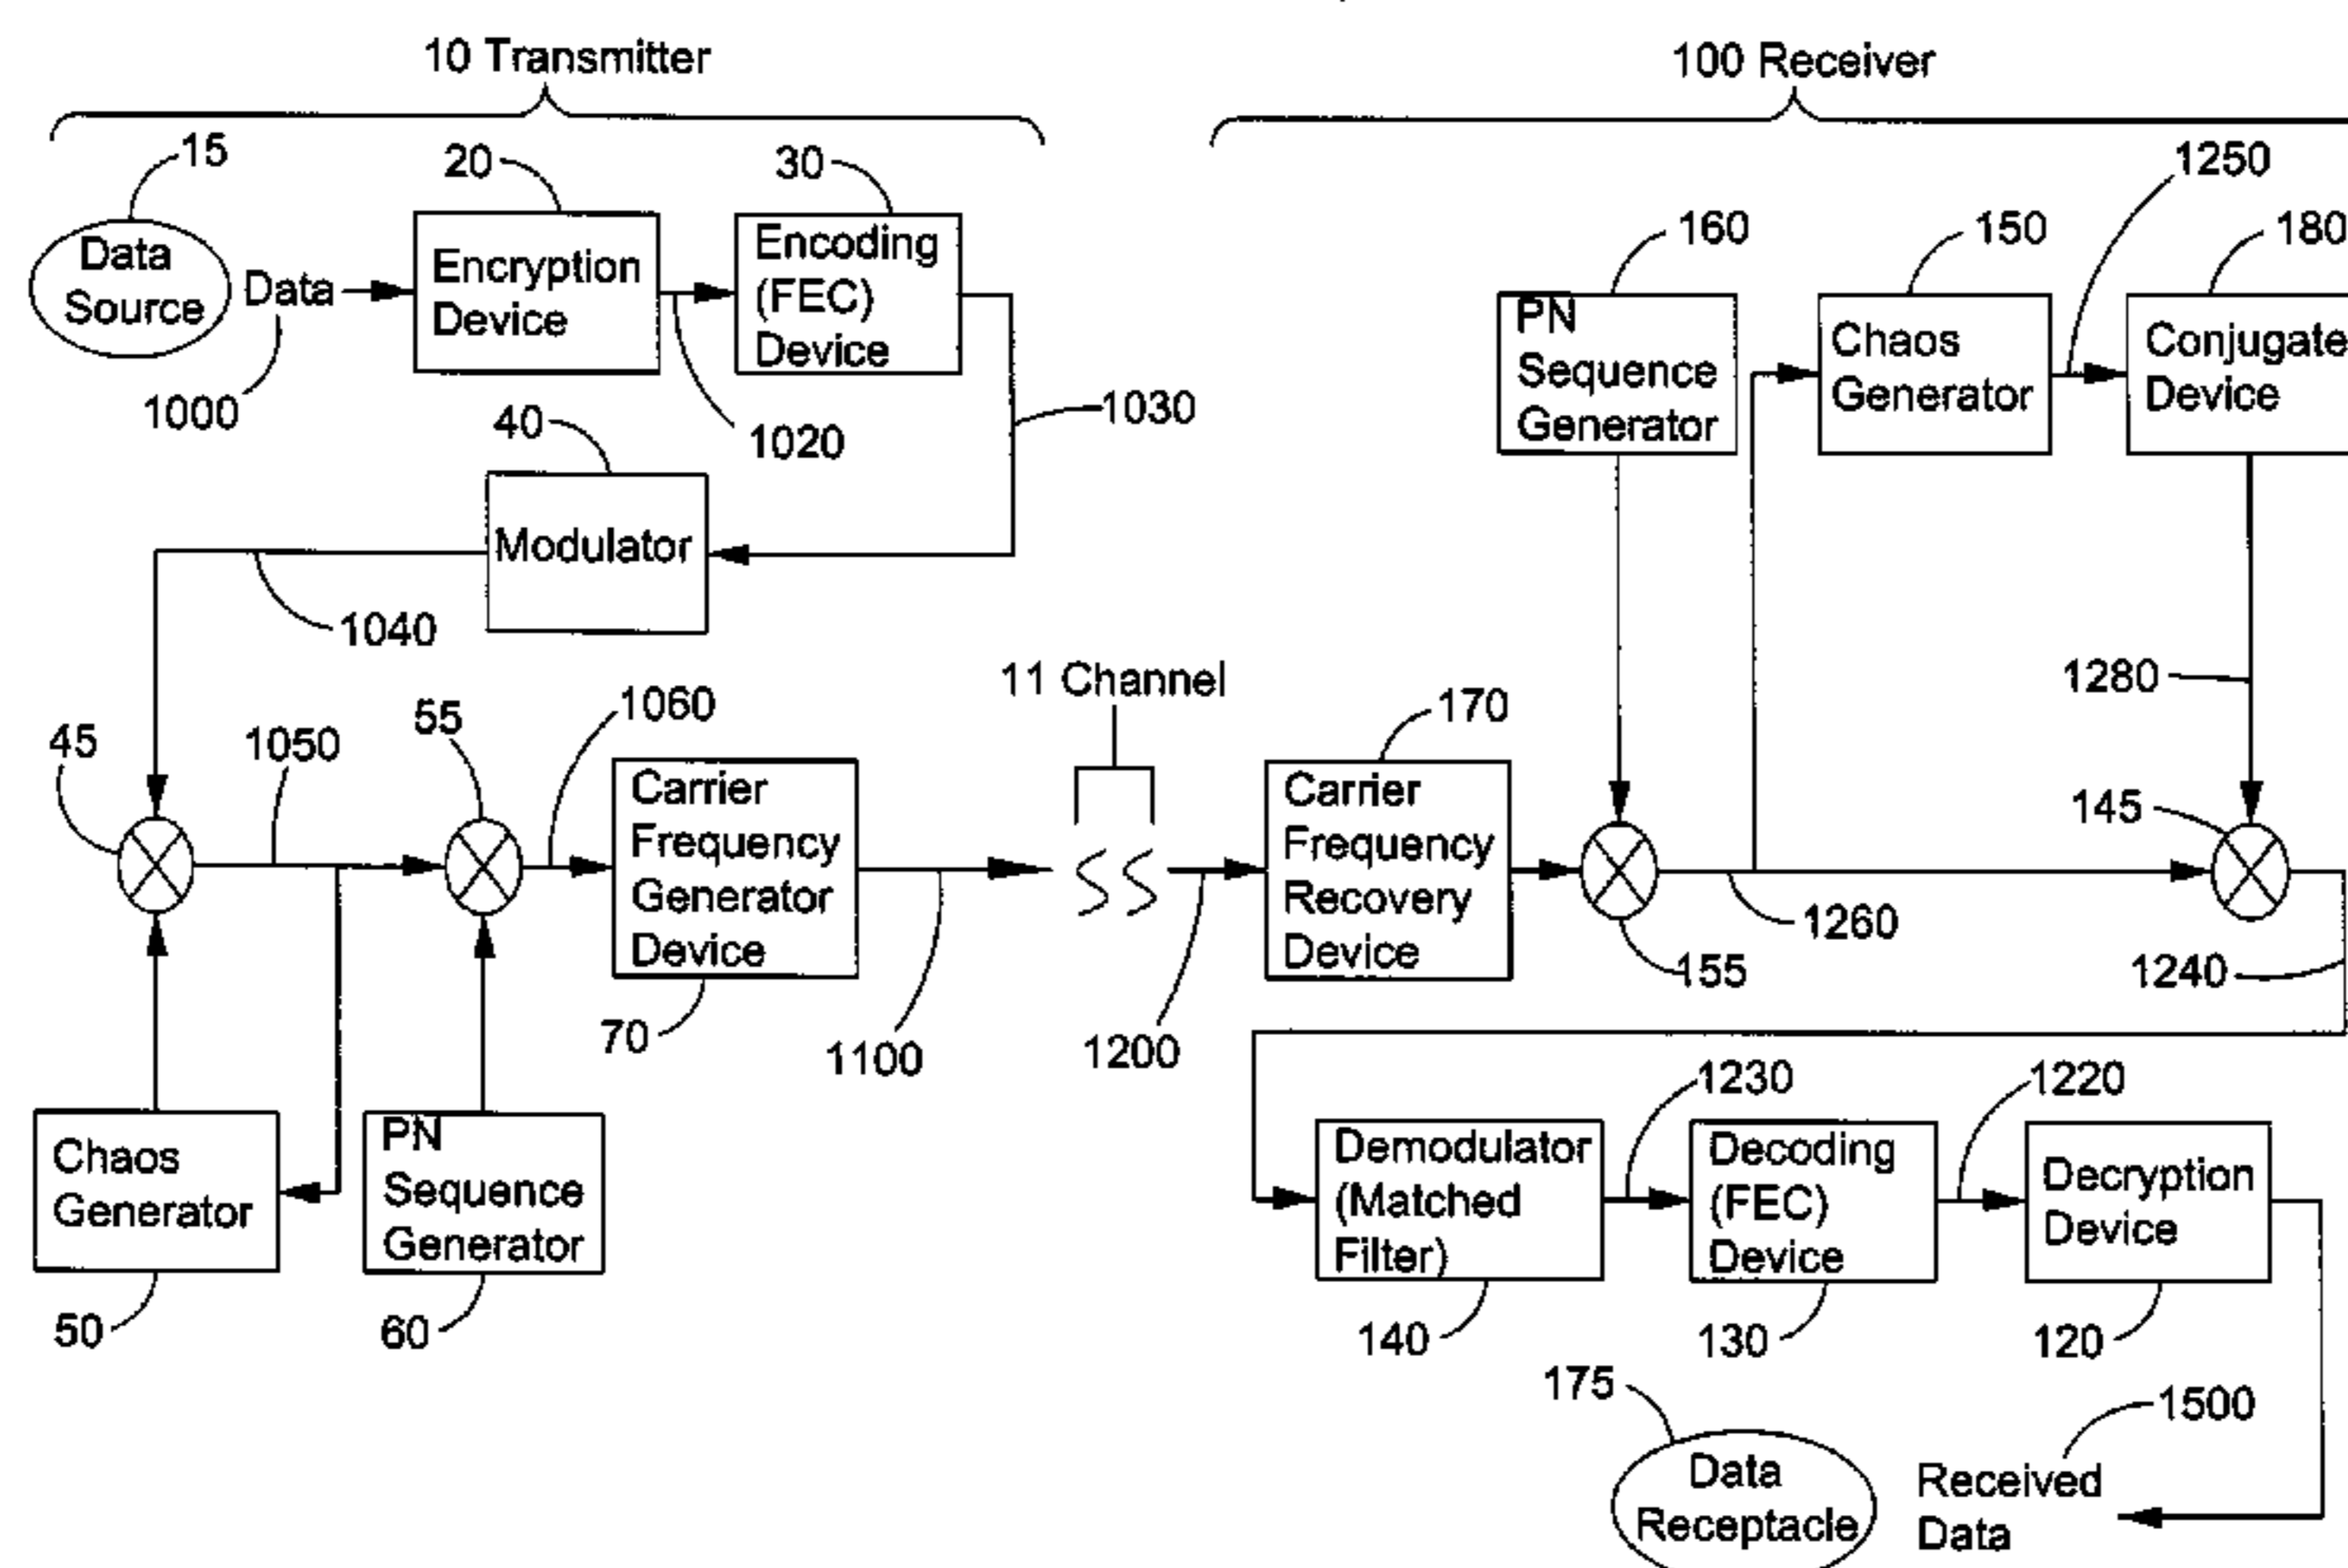 10 Transmitter
100 Receiver
15
20
30
1250
160
150
180
Data
Source
Data
Encryption
Device
Encoding
(FEC)
Device
PN
Sequence
Generator
Chaos
Generator
Conjugate
Device
1000
1020
1030
40
Modulator
1040
11 Channel
1280
45
1050
55
1060
170
145
Carrier
Frequency
Generator
Device
Carrier
Frequency
Recovery
Device
1260
155
1240
70
1100
1200
1230
1220
Chaos
Generator
PN
Sequence
Generator
Demodulator
(Matched
Filter)
Decoding
(FEC)
Device
Decryption
Device
50
60
140
130
120
175
1500
Data
Receptacle
Received
Data